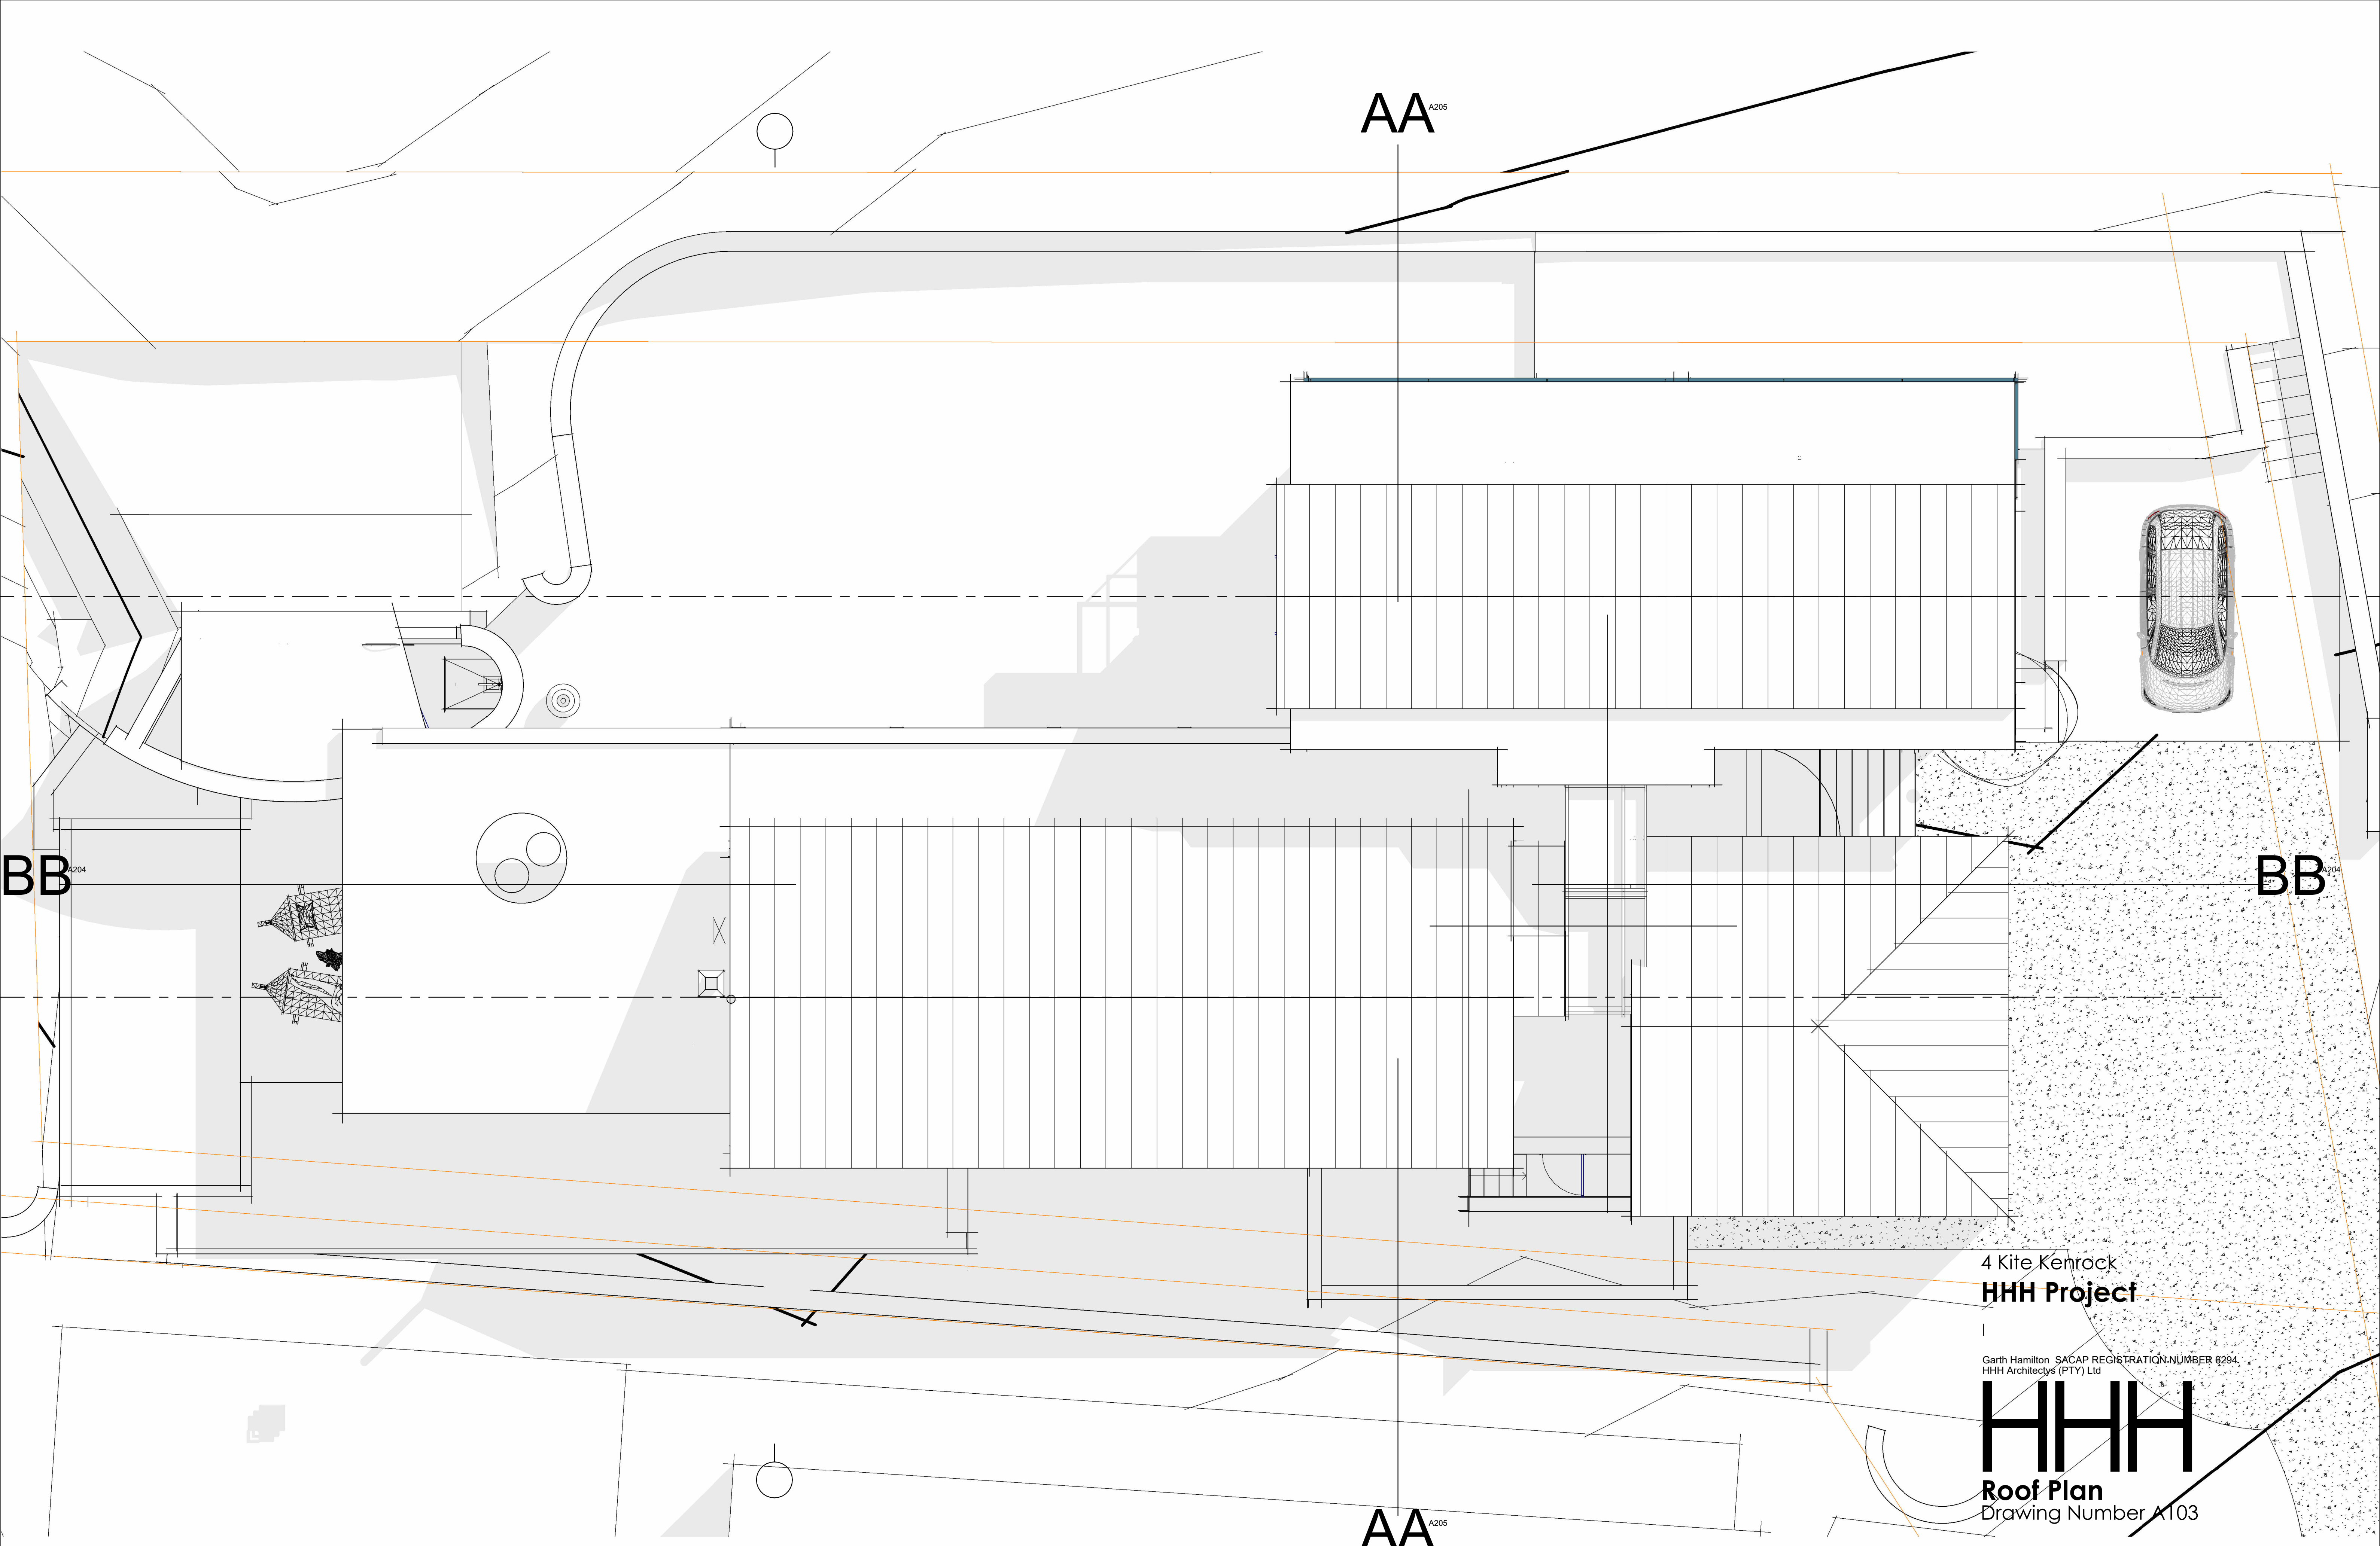 AA A205
BB A204
BB A204
4 Kite Kenrock
HHH Project
Garth Hamilton SACAP REGISTRATION NUMBER 6294
HHH Architectys (PTY) Ltd
HHH
Roof Plan
Drawing Number A103
AA A205